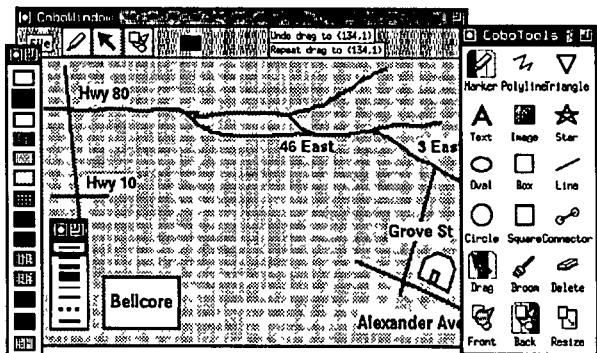 CoboWindow
Undo drag to (134,1)
Repeat drag to (134,1)
CoboTools
Hwy 80
46 East
3 Eas
Hwy 10
Grove St
Bellcore
Alexander Ave
Marker Polyline Triangle
Text Image Star
Oval Box Line
Circle Square Connector
Drag Broom Delete
Front Back Resize